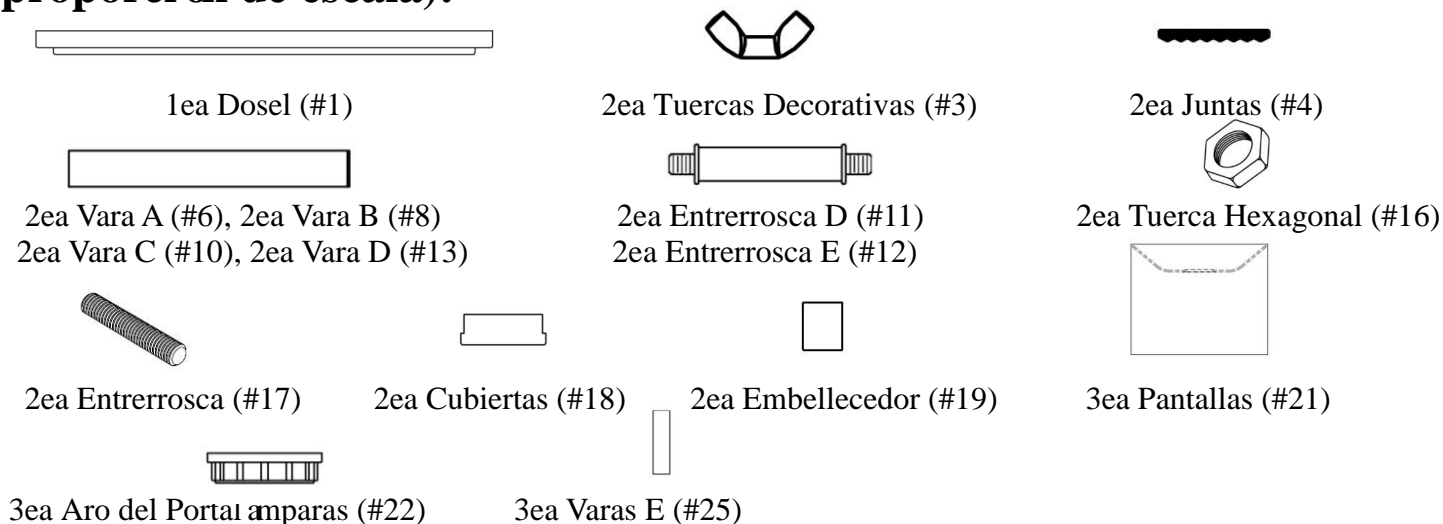 de escala):
1ea Dosel (#1) 2ea Tuercas Decorativas (#3) 2ea Juntas (#4)
2ea Vara A (#6), 2ea Vara B (#8) 2ea Entrerrosca D (#11) 2ea Tuerca Hexagonal (#16)
2ea Vara C (#10), 2ea Vara D (#13) 2ea Entrerrosca E (#12)
2ea Entrerrosca (#17) 2ea Cubiertas (#18) 2ea Embellecedor (#19) 3ea Pantallas (#21)
3ea Aro del Portal amparas (#22) 3ea Varas E (#25)